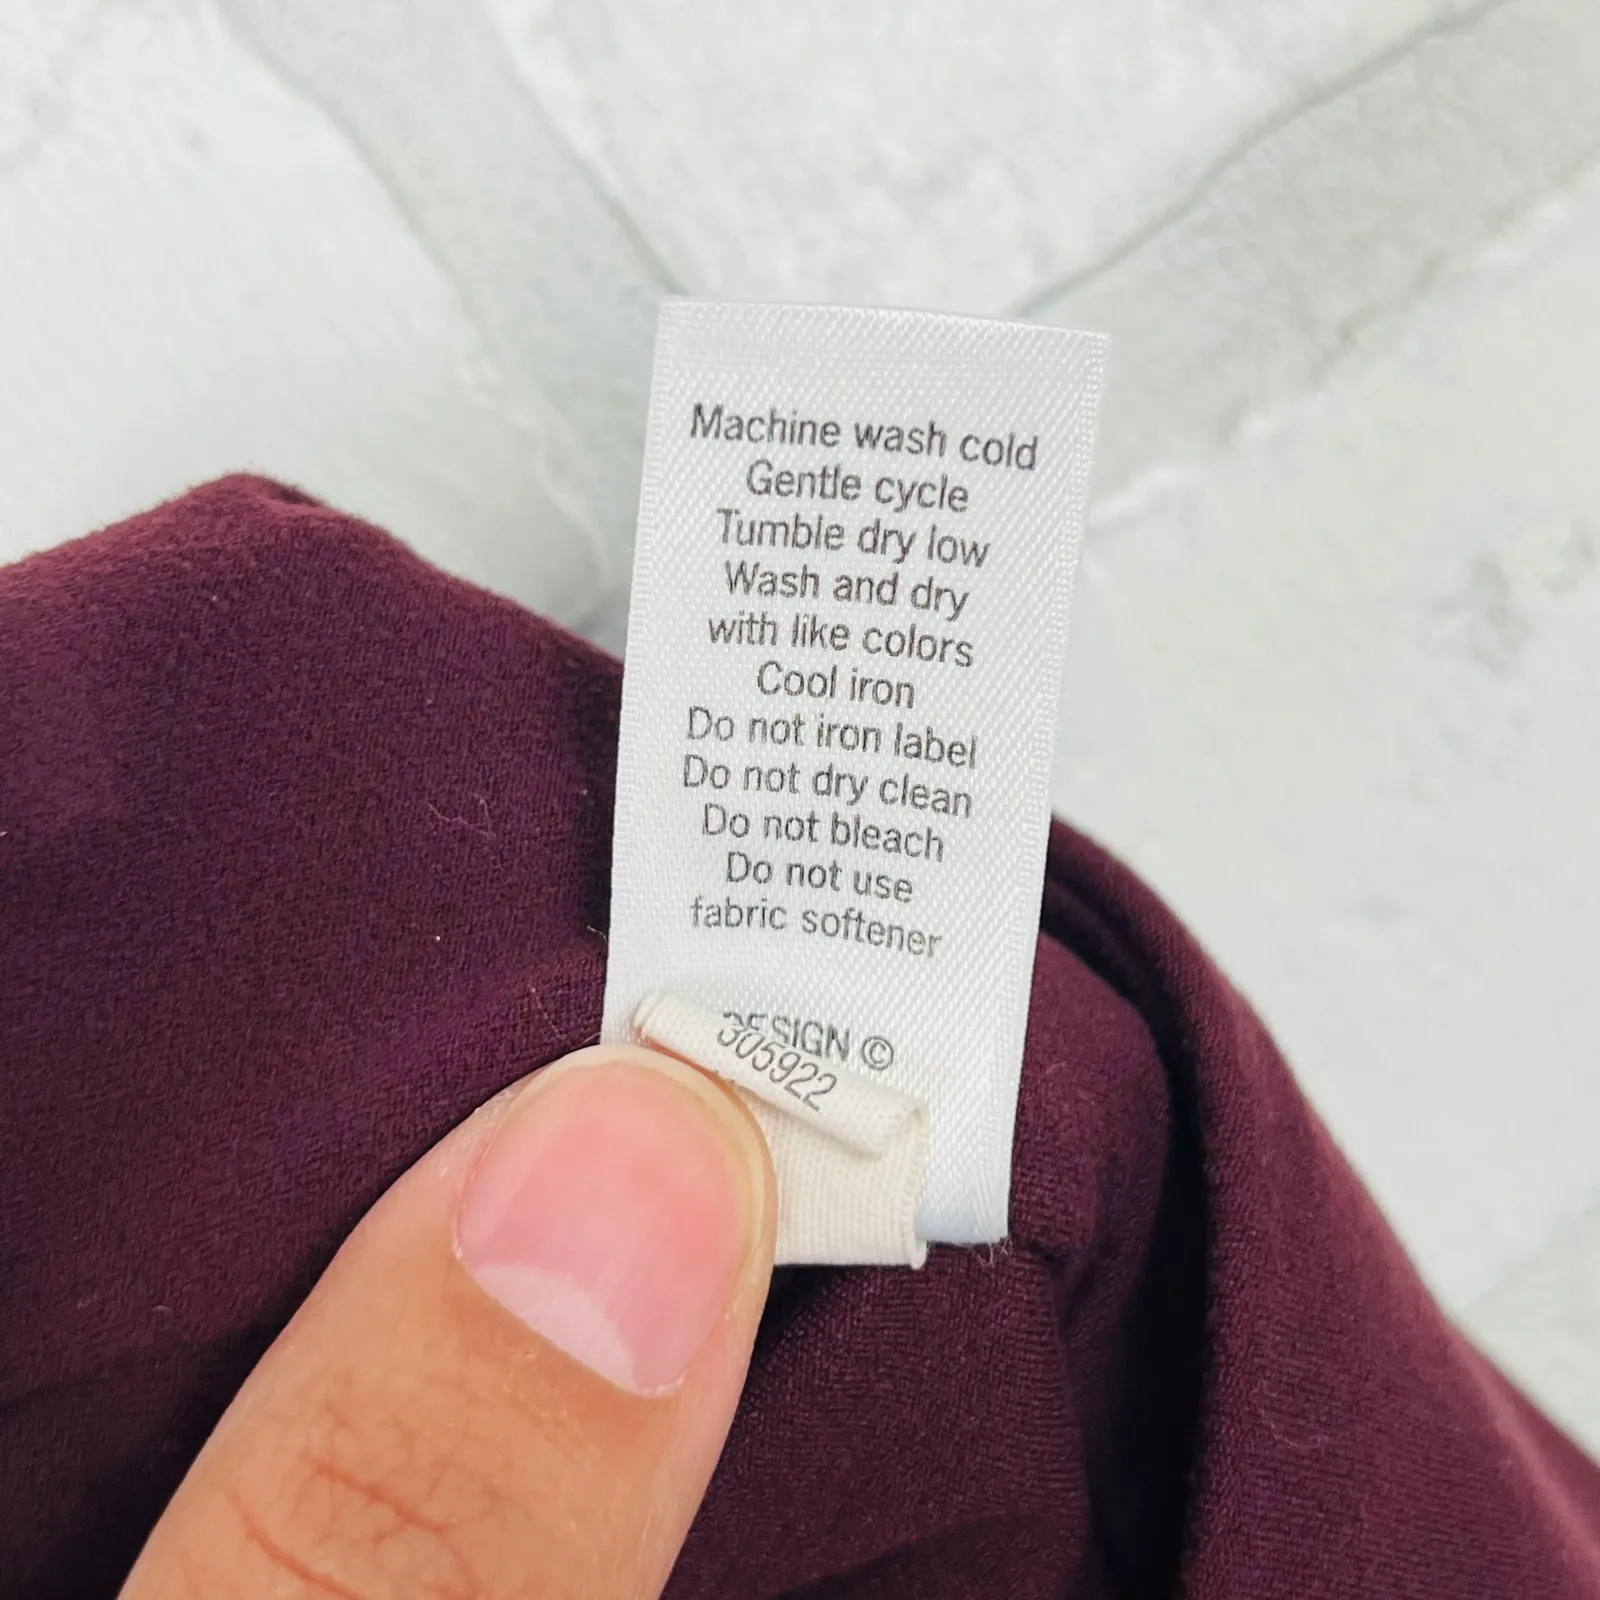 Machine wash cold
Gentle cycle
Tumble dry low
Wash and dry
with like colors
Cool iron
Do not iron label
Do not dry clean
Do not bleach
Do not use
fabric softener
DESIGN ©
305922